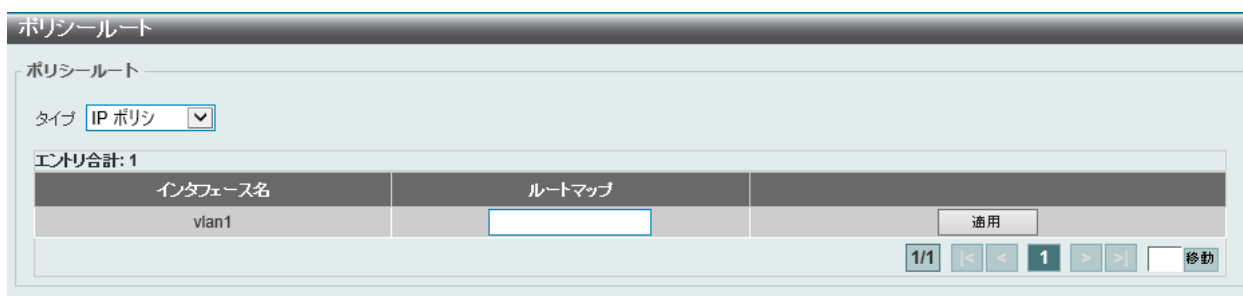 ポリシールート
ポリシールート
タイプ IP ポリシ
エントリ合計: 1
インタフェース名 ルートマップ
vlan1 適用
1/1 |< < 1 > >| 移動